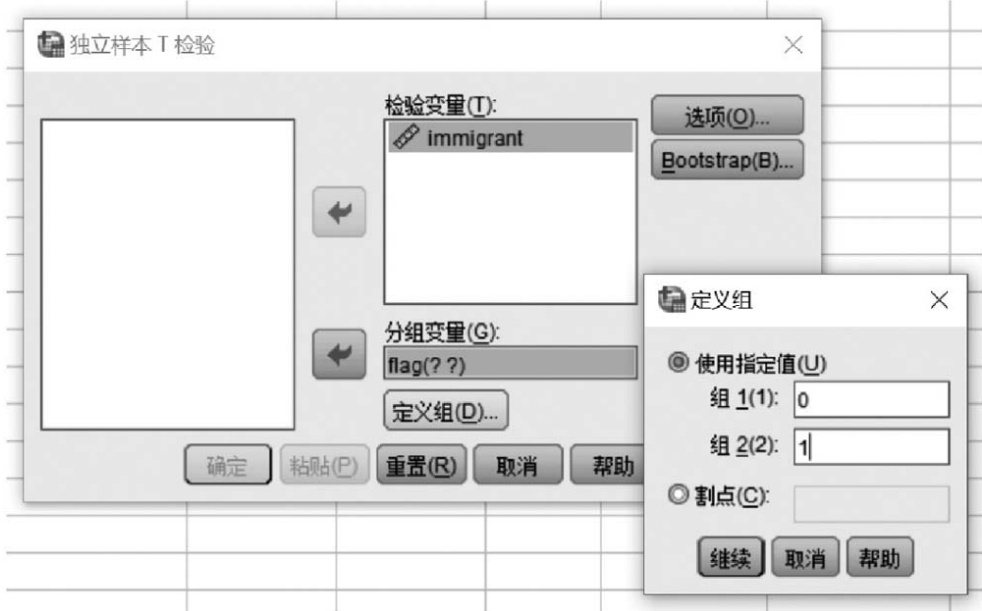 独立样本 T 检验
检验变量(T):
immigrant
选项(O)...
Bootstrap(B)...
分组变量(G):
flag(? ?)
定义组(D)...
确定 粘贴(P) 重置(R) 取消 帮助
定义组
使用指定值(U)
组 1(1): 0
组 2(2): 1
割点(C):
继续 取消 帮助